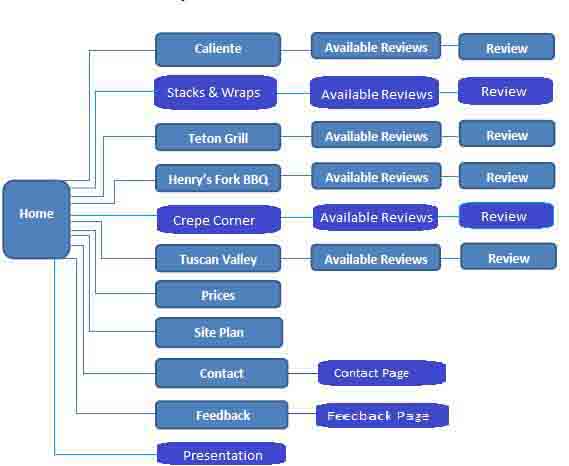 Caliente Available Reviews Review
Stacks & Wraps Available Reviews Review
Teton Grill Available Reviews Review
Henry's Fork BBQ Available Reviews Review
Home
Crepe Corner Available Reviews Review
Tuscan Valley Available Reviews Review
Prices
Site Plan
Contact Contact Page
Feedback Feedback Page
Presentation